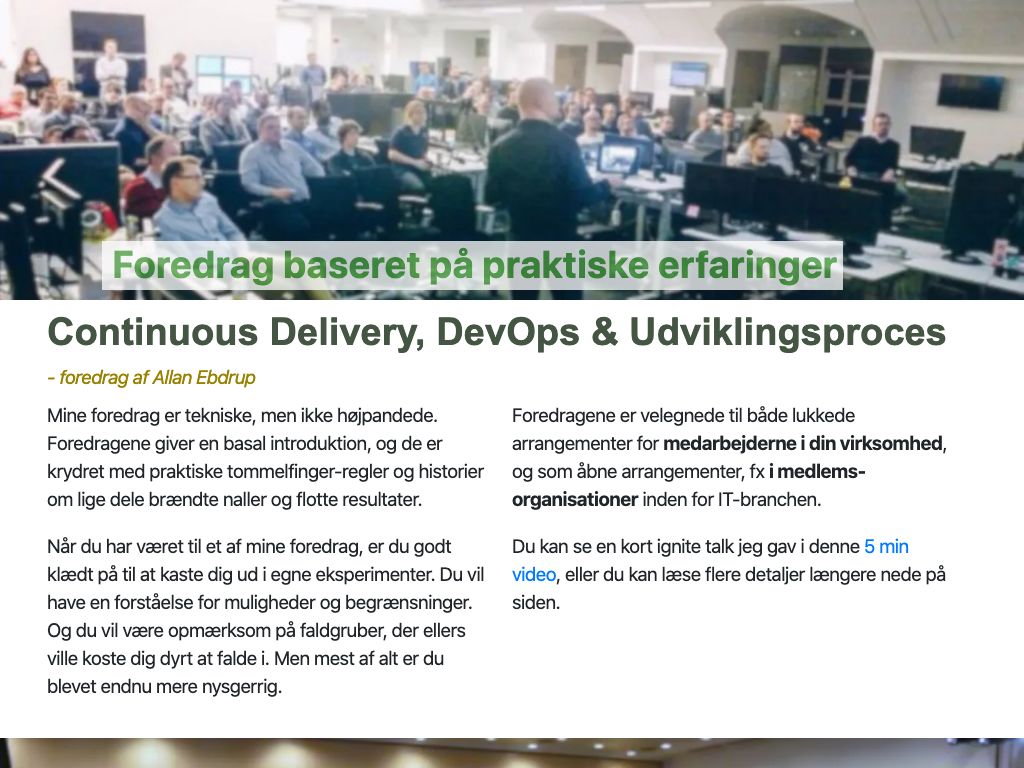 Foredrag baseret på praktiske erfaringer
Continuous Delivery, DevOps & Udviklingsproces
- foredrag af Allan Ebdrup
Mine foredrag er tekniske, men ikke højpandede.
Foredragene giver en basal introduktion, og de er
krydret med praktiske tommelfinger-regler og historier
om lige dele brændte naller og flotte resultater.
Når du har været til et af mine foredrag, er du godt
klædt på til at kaste dig ud i egne eksperimenter. Du vil
have en forståelse for muligheder og begrænsninger.
Og du vil være opmærksom på faldgruber, der ellers
ville koste dig dyrt at falde i. Men mest af alt er du
blevet endnu mere nysgerrig.
Foredragene er velegnede til både lukkede
arrangementer for medarbejderne i din virksomhed,
og som åbne arrangementer, fx i medlems-
organisationer inden for IT-branchen.
Du kan se en kort ignite talk jeg gav i denne 5 min
video, eller du kan læse flere detaljer længere nede på
siden.